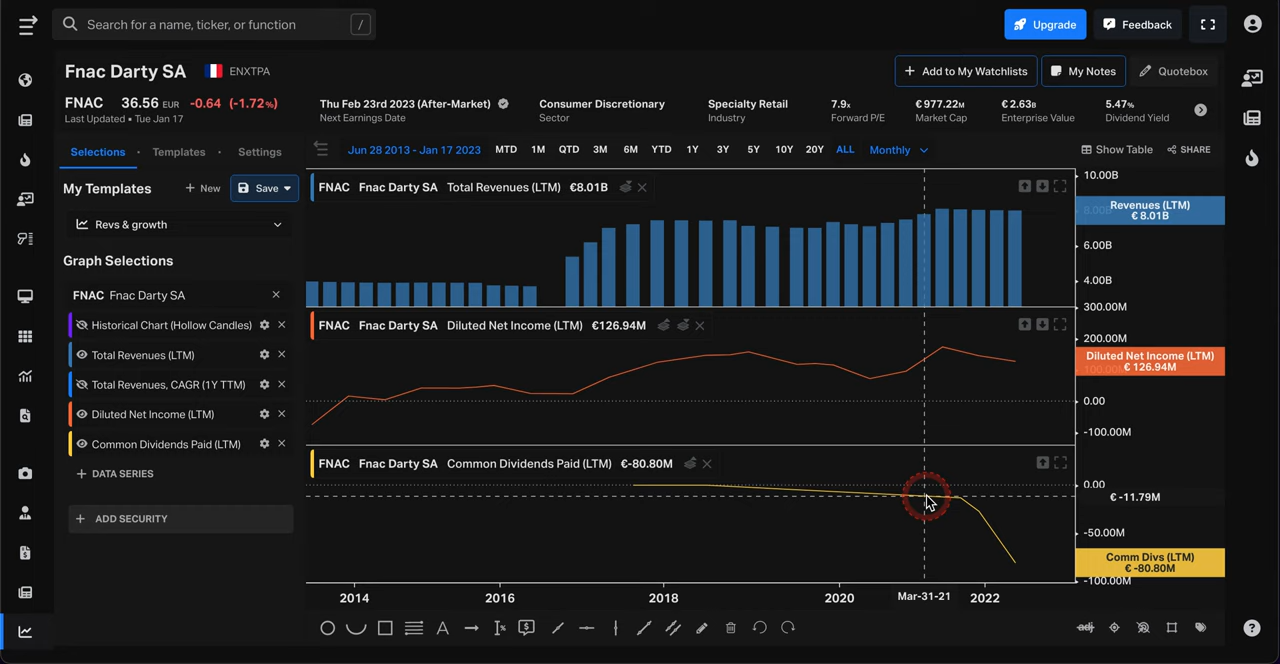 Search for a name, ticker, or function /
Upgrade
Feedback
Fnac Darty SA ENXTPA
+ Add to My Watchlists
My Notes
Quotebox
FNAC 36.56 EUR -0.64 (-1.72%)
Last Updated • Tue Jan 17
Thu Feb 23rd 2023 (After-Market)
Next Earnings Date
Consumer Discretionary
Sector
Specialty Retail
Industry
7.9x
Forward P/E
€977.22M
Market Cap
€2.63B
Enterprise Value
5.47%
Dividend Yield
Selections • Templates • Settings
Jun 28 2013 - Jan 17 2023 MTD 1M QTD 3M 6M YTD 1Y 3Y 5Y 10Y 20Y ALL Monthly
Show Table SHARE
My Templates + New Save
Revs & growth
Graph Selections
FNAC Fnac Darty SA
Historical Chart (Hollow Candles)
Total Revenues (LTM)
Total Revenues, CAGR (1Y TTM)
Diluted Net Income (LTM)
Common Dividends Paid (LTM)
+ DATA SERIES
+ ADD SECURITY
FNAC Fnac Darty SA Total Revenues (LTM) €8.01B
10.00B
8.00B
Revenues (LTM)
€ 8.01B
6.00B
4.00B
FNAC Fnac Darty SA Diluted Net Income (LTM) €126.94M
300.00M
200.00M
100.00M
Diluted Net Income (LTM)
€ 126.94M
0.00
-100.00M
FNAC Fnac Darty SA Common Dividends Paid (LTM) €-80.80M
0.00
€ -11.79M
-50.00M
Comm Divs (LTM)
€ -80.80M
-100.00M
2014 2016 2018 2020 Mar-31-21 2022
A
$
adj
?